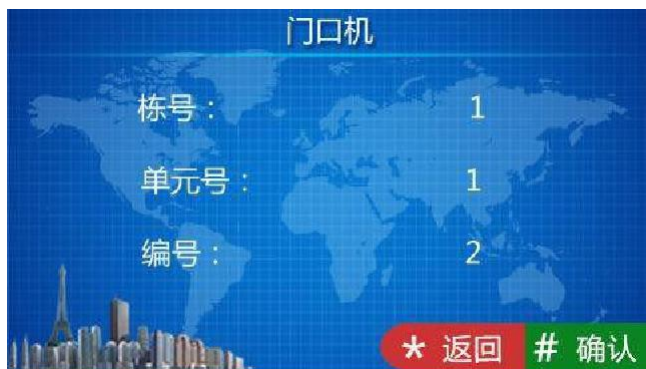 门口机
栋号： 1
单元号： 1
编号： 2
* 返回 # 确认